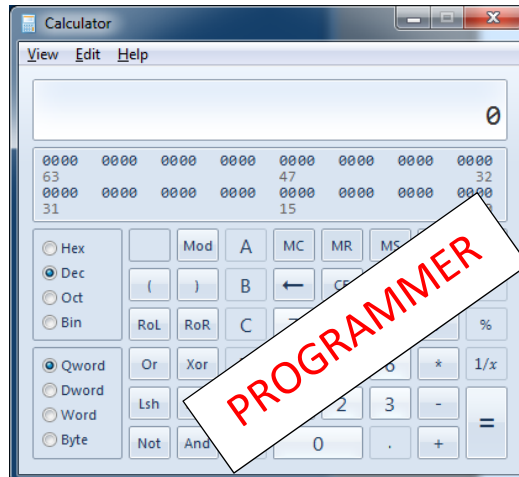 Calculator
View Edit Help
0
0000 0000 0000 0000 0000 0000 0000 0000
63 47 32
0000 0000 0000 0000 0000 0000 0000
31 15
Hex Mod A MC MR MS
Dec ( ) B ←
Oct
Bin RoL RoR C %
Qword Or Xor * 1/x
Dword Lsh 2 3 - =
Word
Byte Not And 0 . +
PROGRAMMER